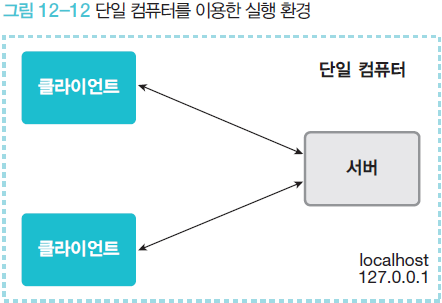 그림 12-12 단일 컴퓨터를 이용한 실행 환경
클라이언트
단일 컴퓨터
서버
클라이언트
localhost
127.0.0.1